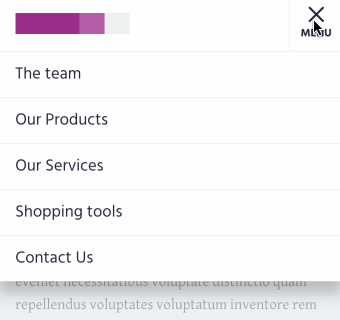 MENU
The team
Our Products
Our Services
Shopping tools
Contact Us
eveniet necessitatibus voluptate distinctio quam
repellendus voluptates voluptatum inventore rem